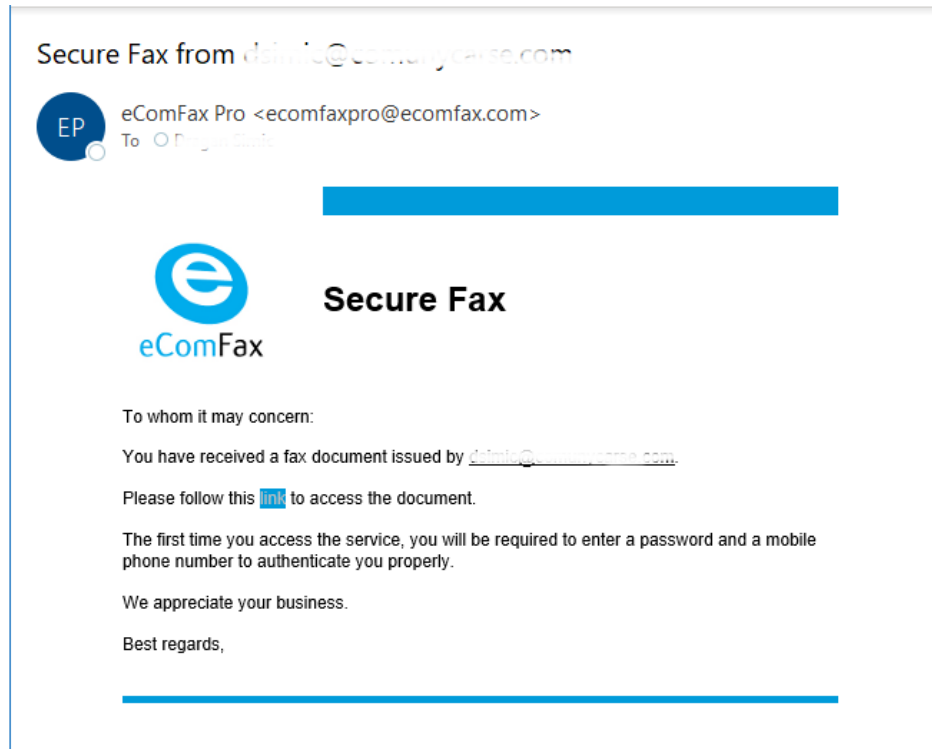 Secure Fax from
EP
eComFax Pro <ecomfaxpro@ecomfax.com>
To
eComFax
Secure Fax
To whom it may concern:
You have received a fax document issued by
Please follow this link to access the document.
The first time you access the service, you will be required to enter a password and a mobile
phone number to authenticate you properly.
We appreciate your business.
Best regards,